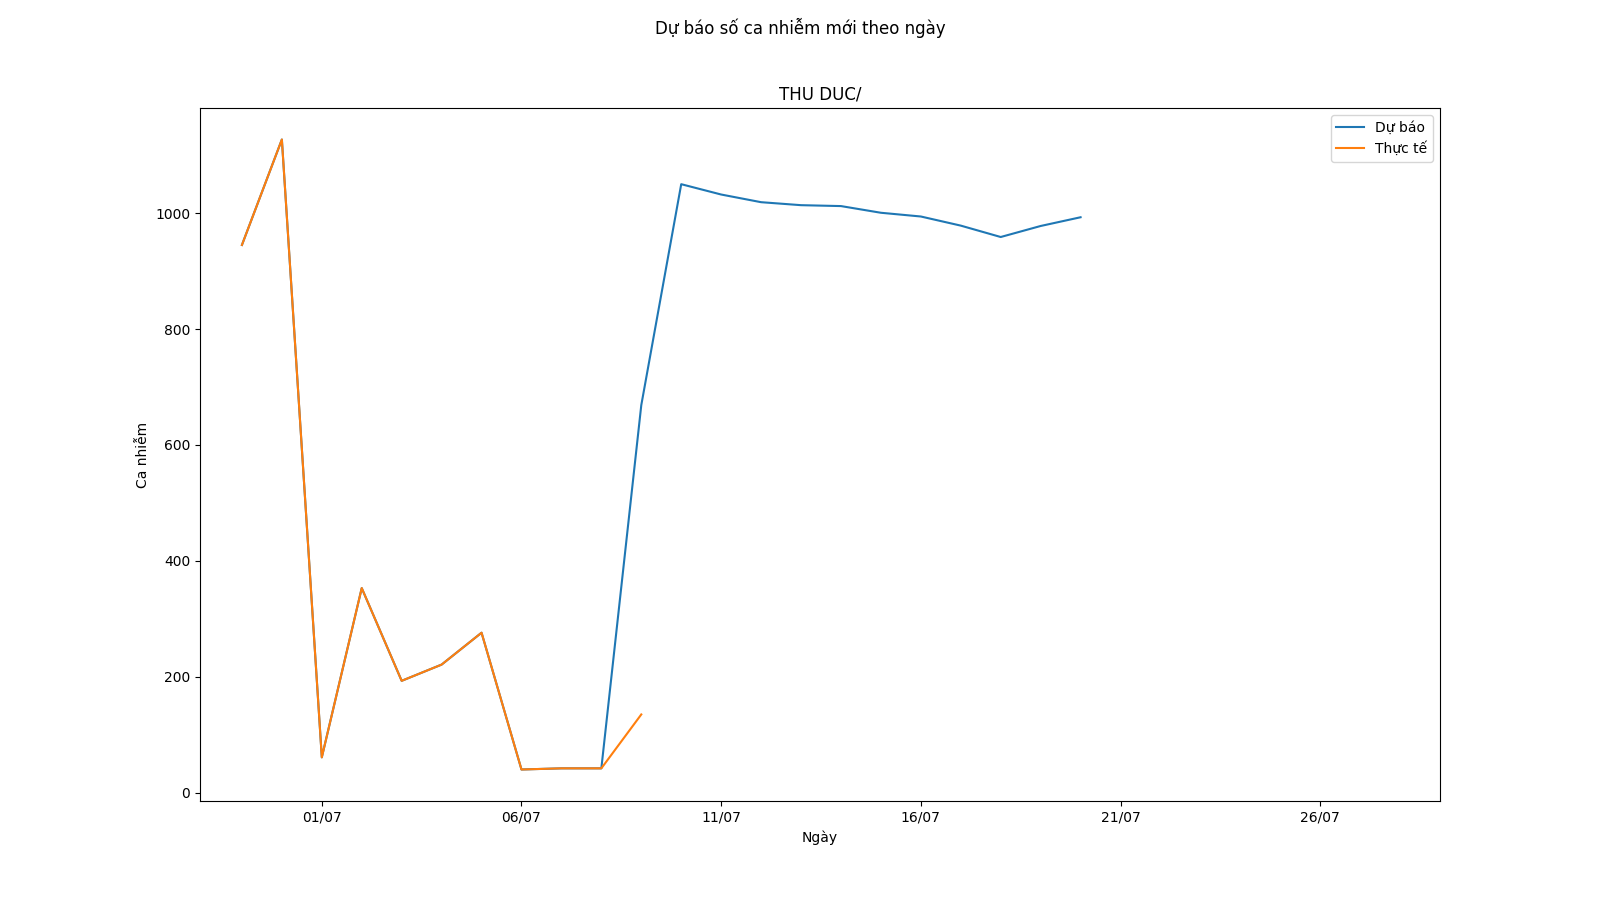 Dự báo số ca nhiễm mới theo ngày
THU DUC/
Dự báo
Thực tế
1000
800
600
400
200
0
Ca nhiễm
01/07
06/07
11/07
16/07
21/07
26/07
Ngày